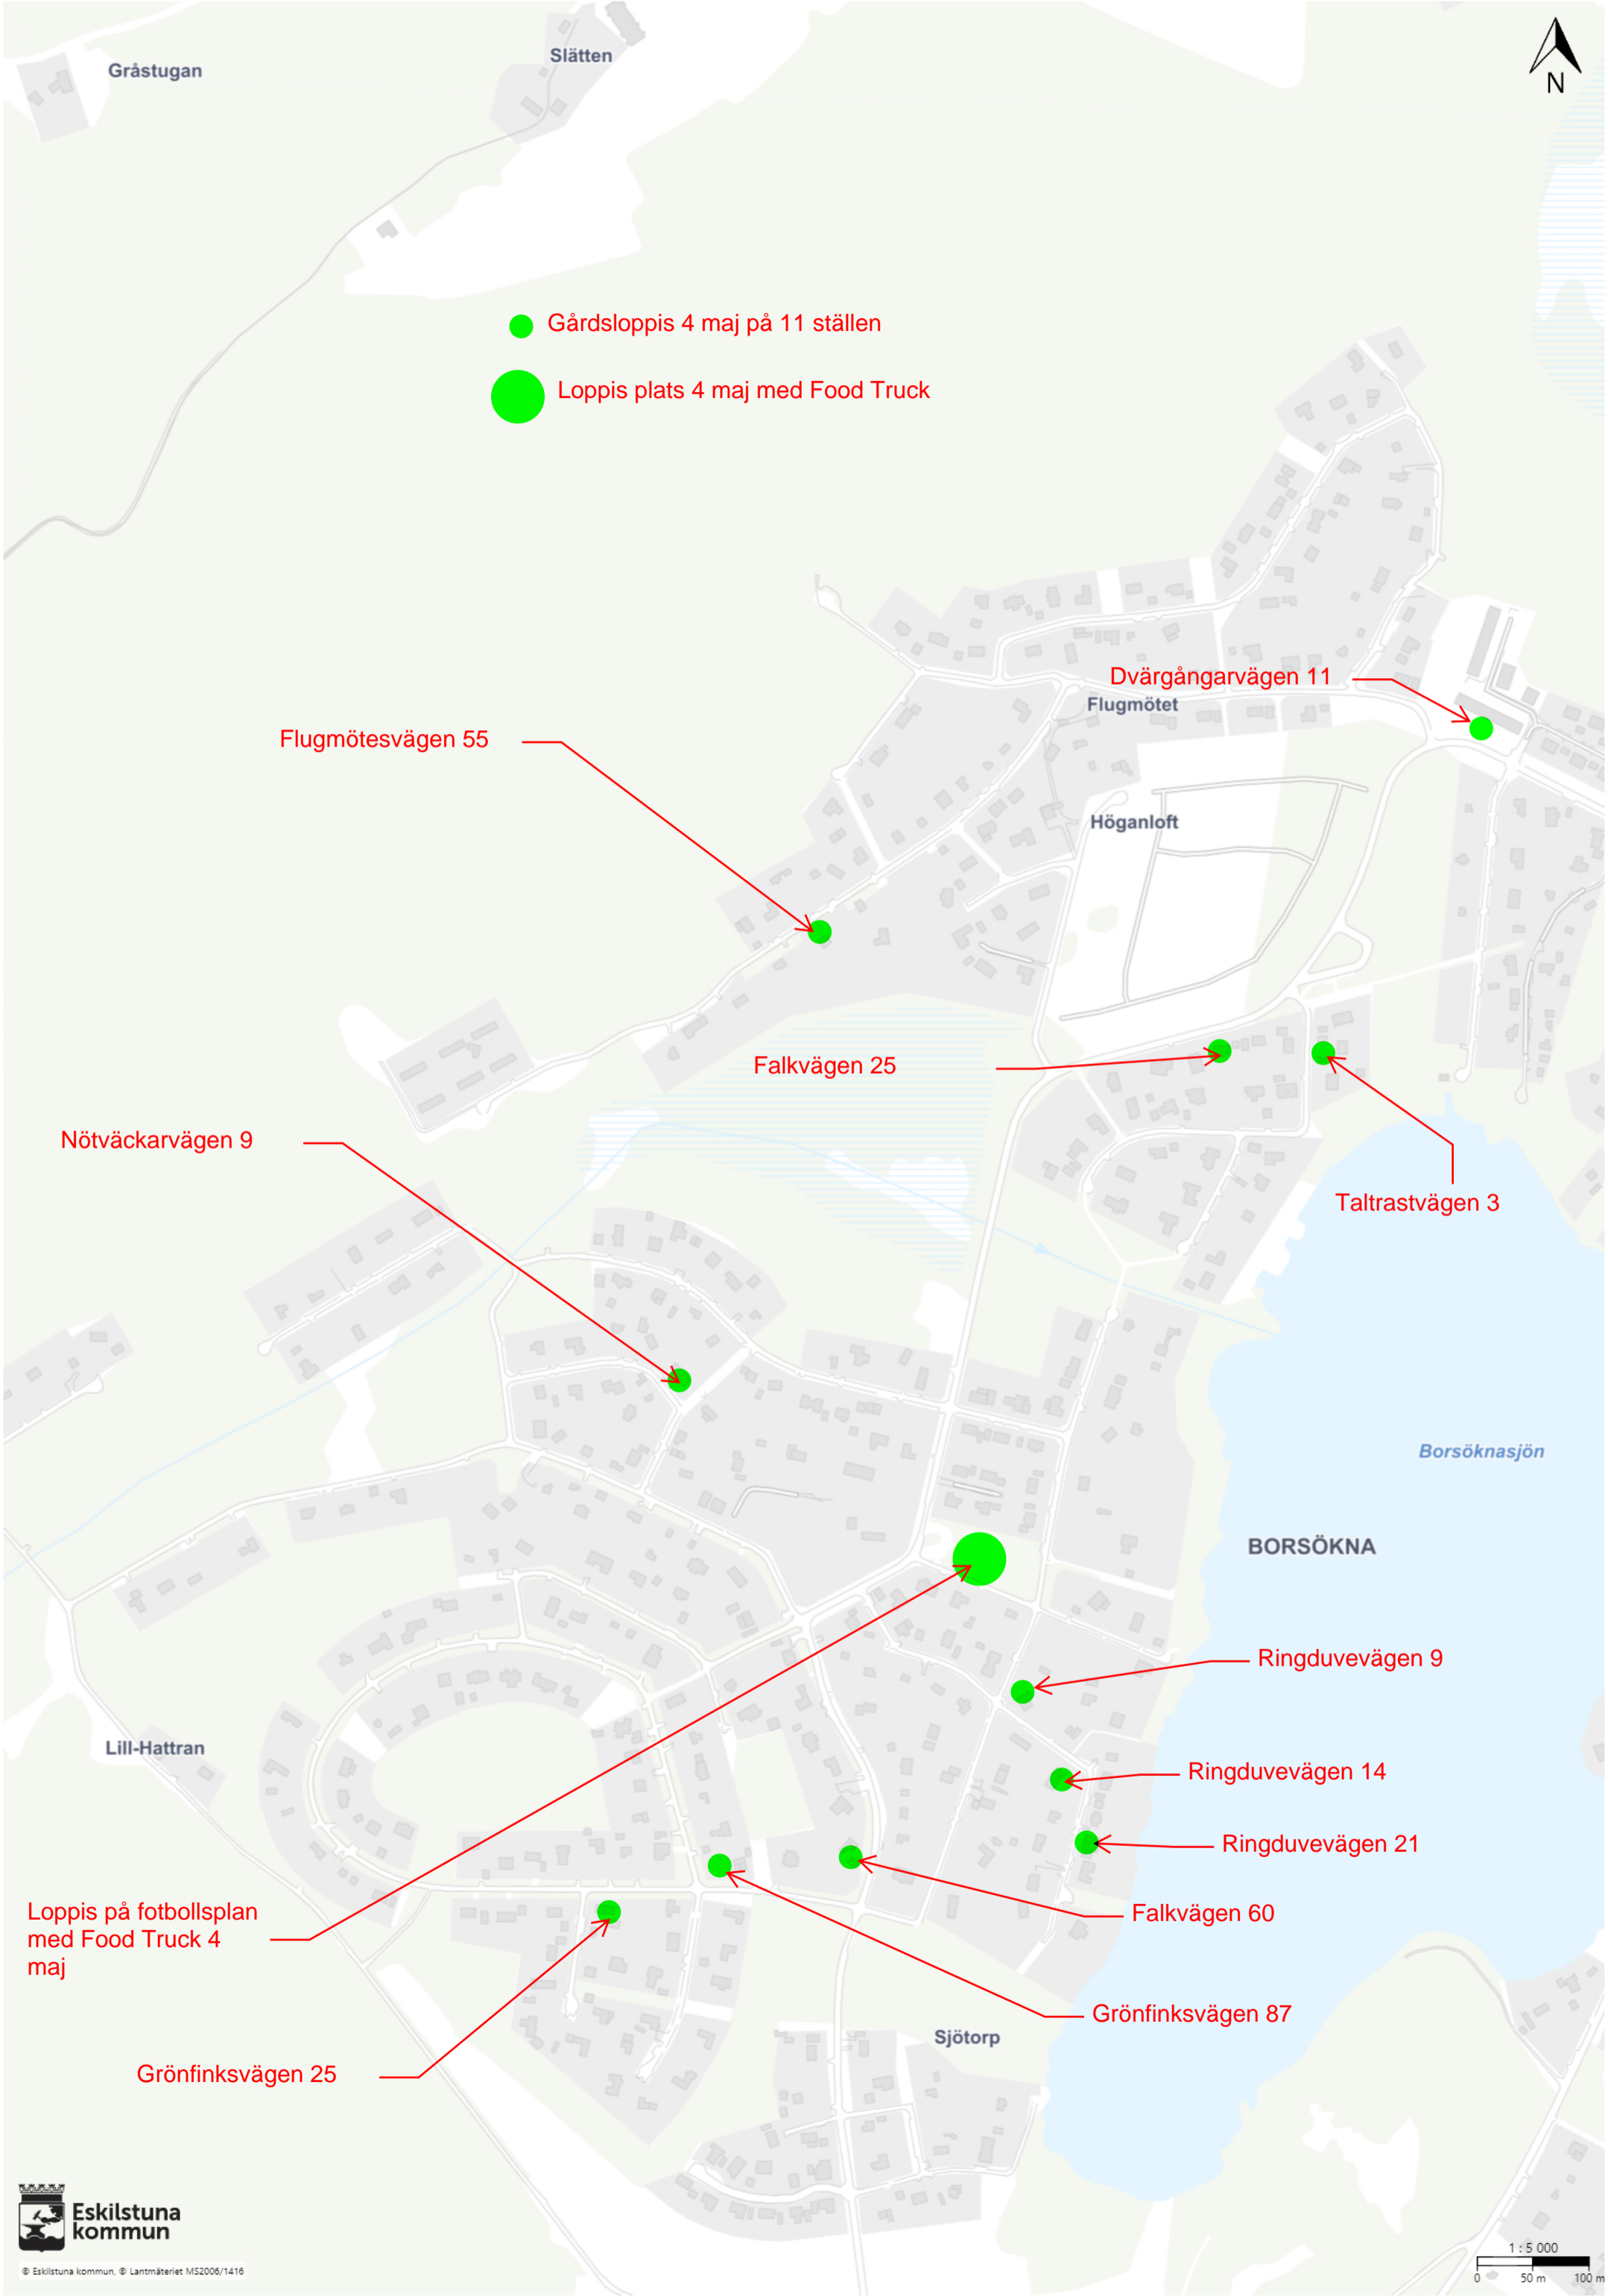 Gråstugan
Slätten
N
Gårdsloppis 4 maj på 11 ställen
Loppis plats 4 maj med Food Truck
Dvärgångarvägen 11
Flugmötet
Flugmötesvägen 55
Höganloft
Falkvägen 25
Nötväckarvägen 9
Taltrastvägen 3
Borsöknasjön
BORSÖKNA
Ringduvevägen 9
Lill-Hattran
Ringduvevägen 14
Ringduvevägen 21
Loppis på fotbollsplan
med Food Truck 4
maj
Falkvägen 60
Grönfinksvägen 87
Sjötorp
Grönfinksvägen 25
Eskilstuna
kommun
© Eskilstuna kommun, © Lantmäteriet MS2006/1416
1 : 5 000
0 50 m 100 m